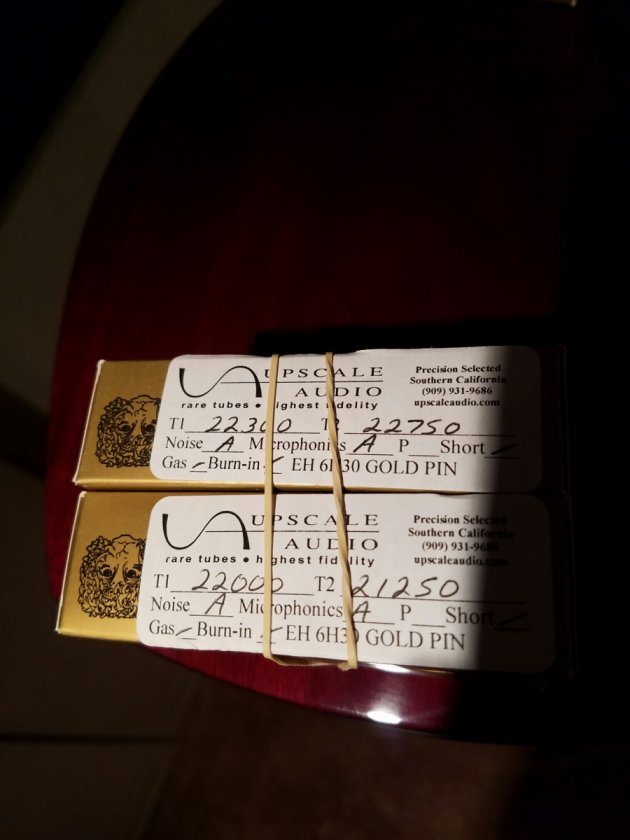 UPSCALE
AUDIO
rare tubes • highest fidelity
Precision Selected
Southern California
(909) 931-9686
upscaleaudio.com
T1 22300 T2 22750
Noise A Microphonics A P Short
Gas Burn-in EH 6H30 GOLD PIN
UPSCALE
AUDIO
rare tubes • highest fidelity
Precision Selected
Southern California
(909) 931-9686
upscaleaudio.com
T1 22000 T2 21250
Noise A Microphonics A P Short
Gas Burn-in EH 6H30 GOLD PIN